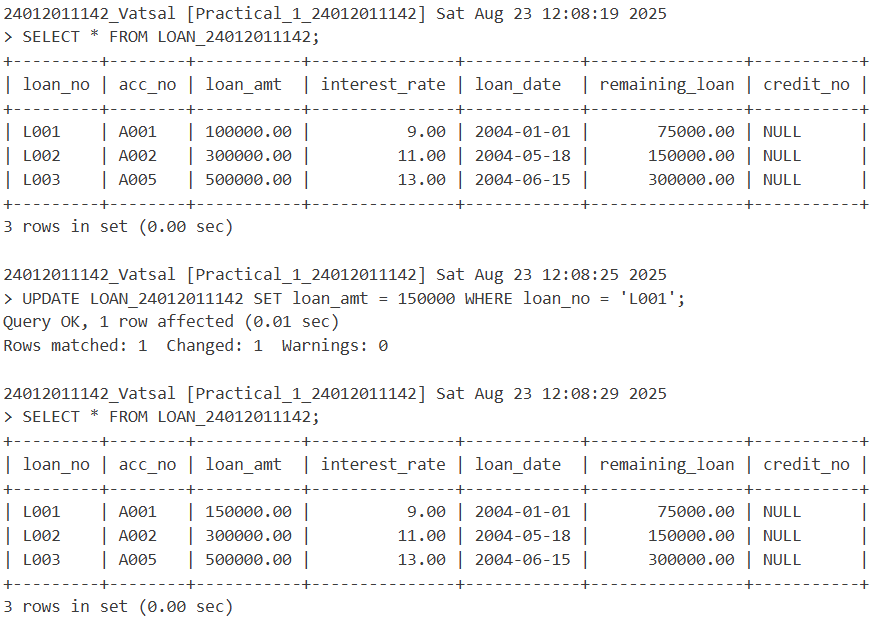 24012011142_Vatsal [Practical_1_24012011142] Sat Aug 23 12:08:19 2025
> SELECT * FROM LOAN_24012011142;
+---------+--------+-----------+---------------+------------+----------------+-----------+
| loan_no | acc_no | loan_amt  | interest_rate | loan_date  | remaining_loan | credit_no |
+---------+--------+-----------+---------------+------------+----------------+-----------+
| L001    | A001   | 100000.00 |          9.00 | 2004-01-01 |       75000.00 | NULL      |
| L002    | A002   | 300000.00 |         11.00 | 2004-05-18 |      150000.00 | NULL      |
| L003    | A005   | 500000.00 |         13.00 | 2004-06-15 |      300000.00 | NULL      |
+---------+--------+-----------+---------------+------------+----------------+-----------+
3 rows in set (0.00 sec)

24012011142_Vatsal [Practical_1_24012011142] Sat Aug 23 12:08:25 2025
> UPDATE LOAN_24012011142 SET loan_amt = 150000 WHERE loan_no = 'L001';
Query OK, 1 row affected (0.01 sec)
Rows matched: 1  Changed: 1  Warnings: 0

24012011142_Vatsal [Practical_1_24012011142] Sat Aug 23 12:08:29 2025
> SELECT * FROM LOAN_24012011142;
+---------+--------+-----------+---------------+------------+----------------+-----------+
| loan_no | acc_no | loan_amt  | interest_rate | loan_date  | remaining_loan | credit_no |
+---------+--------+-----------+---------------+------------+----------------+-----------+
| L001    | A001   | 150000.00 |          9.00 | 2004-01-01 |       75000.00 | NULL      |
| L002    | A002   | 300000.00 |         11.00 | 2004-05-18 |      150000.00 | NULL      |
| L003    | A005   | 500000.00 |         13.00 | 2004-06-15 |      300000.00 | NULL      |
+---------+--------+-----------+---------------+------------+----------------+-----------+
3 rows in set (0.00 sec)